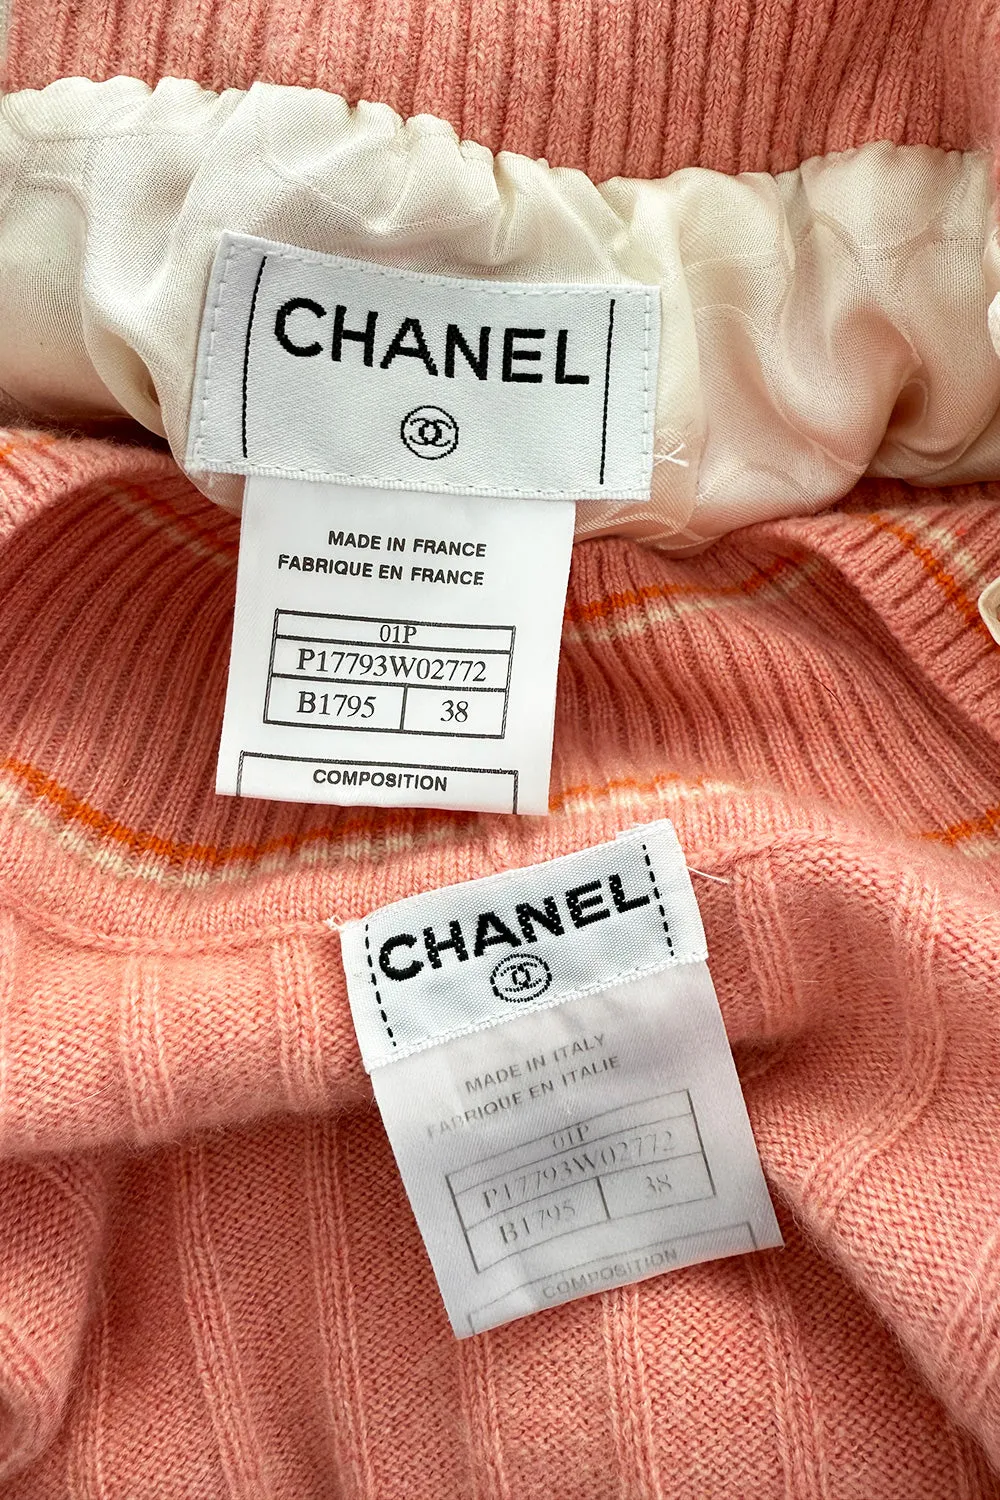 CHANEL
MADE IN FRANCE
FABRIQUE EN FRANCE
01P
P17793W02772
B1795 38
COMPOSITION
CHANEL
MADE IN ITALY
FABRIQUE EN ITALIE
01P
P17793W02772
B1795 38
COMPOSITION